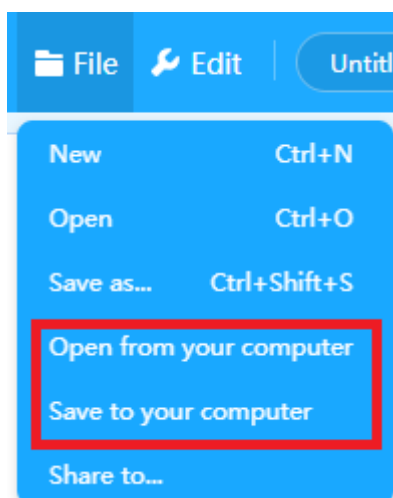 File Edit Untitl
New Ctrl+N
Open Ctrl+O
Save as... Ctrl+Shift+S
Open from your computer
Save to your computer
Share to...